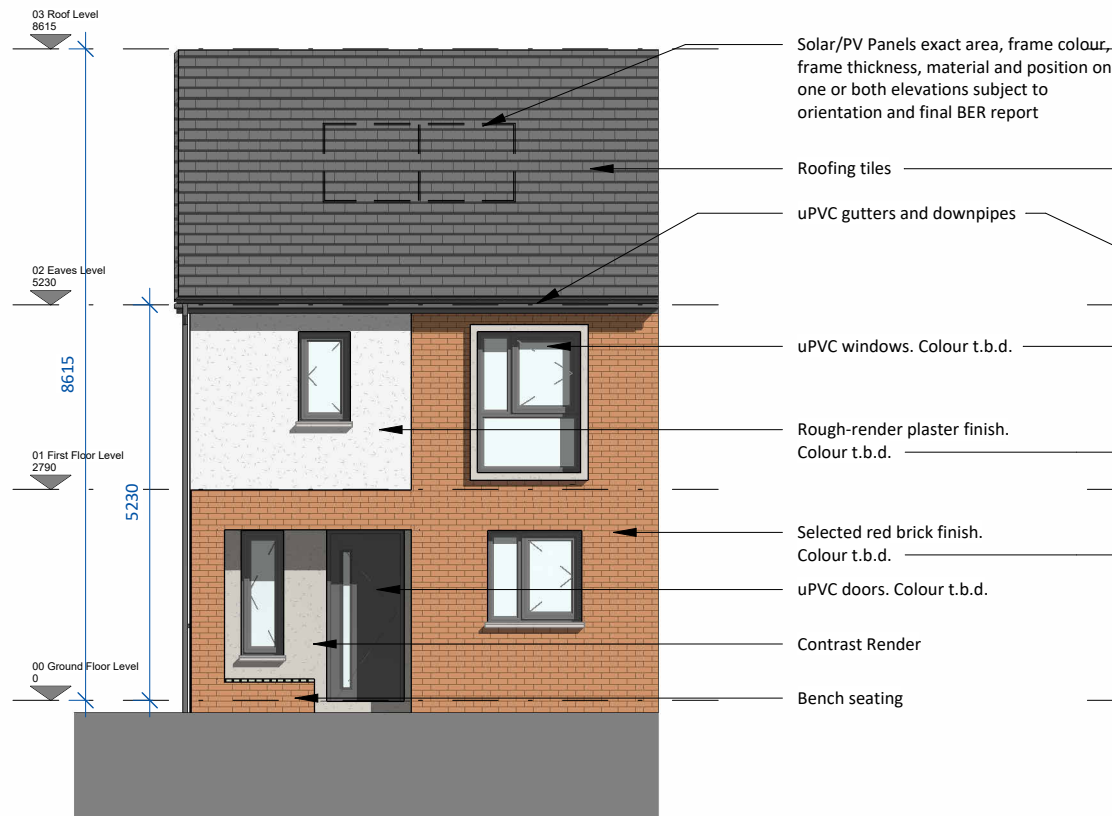 03 Roof Level
8615
Solar/PV Panels exact area, frame colour,
frame thickness, material and position on
one or both elevations subject to
orientation and final BER report
Roofing tiles
uPVC gutters and downpipes
02 Eaves Level
5230
uPVC windows. Colour t.b.d.
8615
Rough-render plaster finish.
Colour t.b.d.
01 First Floor Level
2790
5230
Selected red brick finish.
Colour t.b.d.
uPVC doors. Colour t.b.d.
Contrast Render
00 Ground Floor Level
0
Bench seating